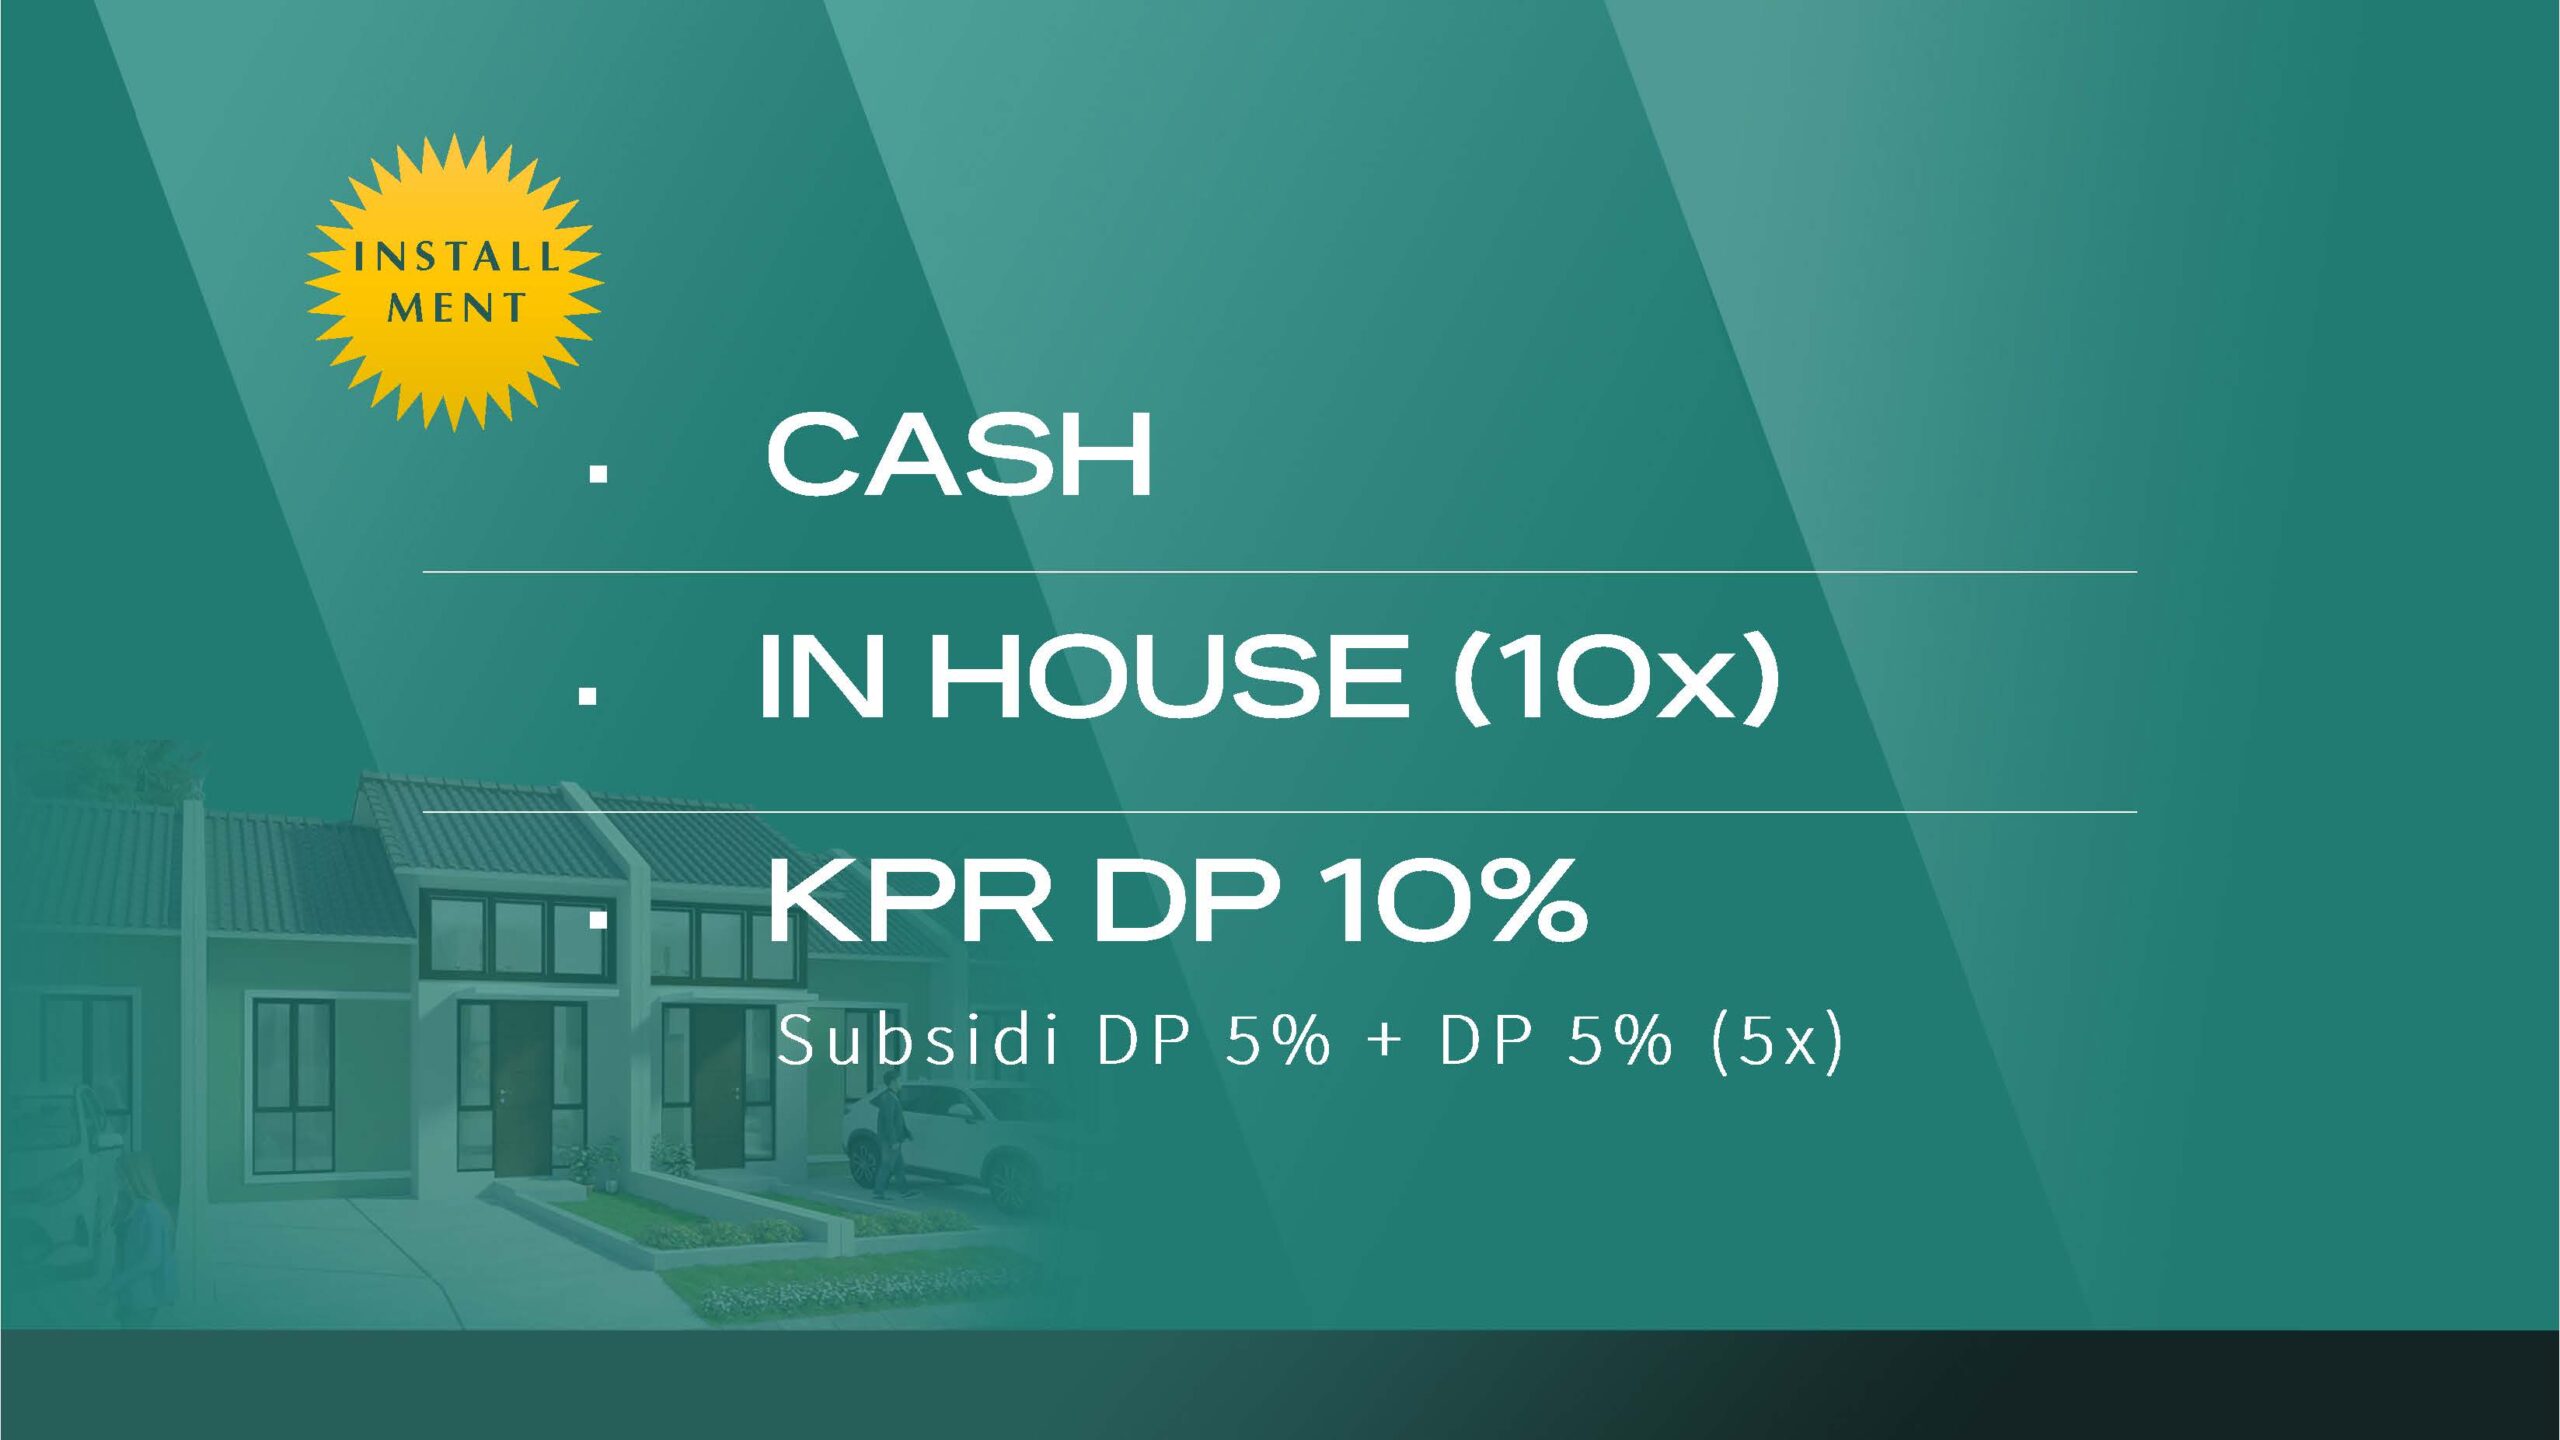 INSTALL
MENT
▪ CASH
▪ IN HOUSE (10x)
▪ KPR DP 10%
Subsidi DP 5% + DP 5% (5x)